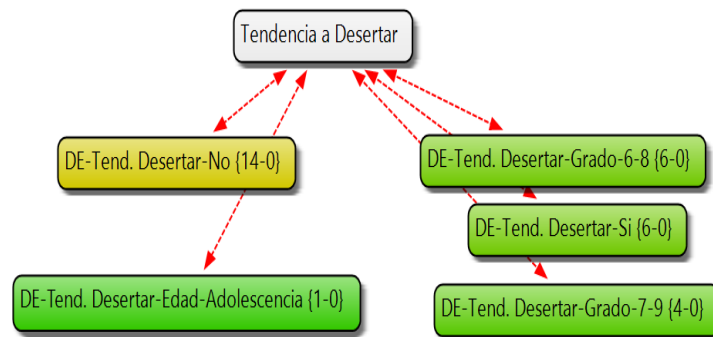 Tendencia a Desertar
DE-Tend. Desertar-No {14-0}
DE-Tend. Desertar-Grado-6-8 {6-0}
DE-Tend. Desertar-Si {6-0}
DE-Tend. Desertar-Edad-Adolescencia {1-0}
DE-Tend. Desertar-Grado-7-9 {4-0}